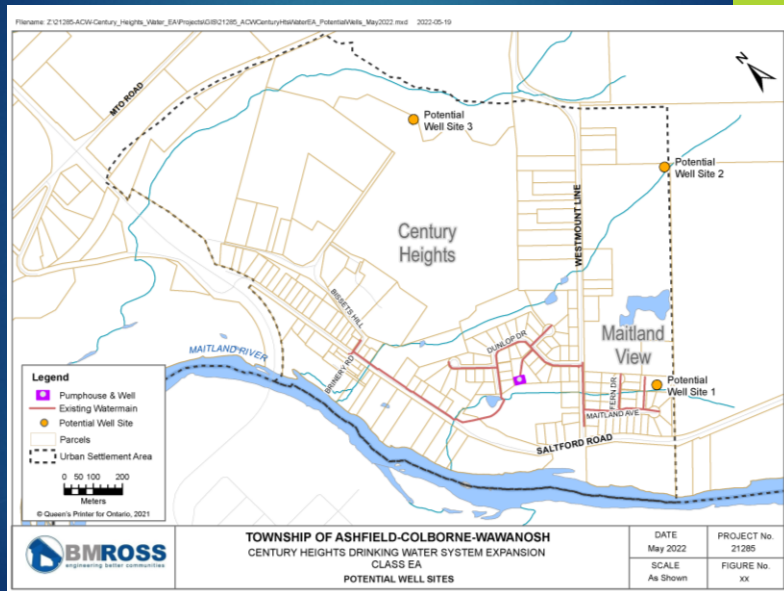 Filename: Z:\21285-ACW-Century_Heights_Water_EA\Projects\GIS\21285_ACWCenturyHtsWaterEA_PotentialWells_May2022.mxd 2022-05-19
N
MTO ROAD
Potential
Well Site 3
Potential
Well Site 2
WESTMOUNT LINE
Century
Heights
BISSETS HILL
DUNLOP DR
Maitland
View
MAITLAND RIVER
BRINERY RD
FERN DR
Potential
Well Site 1
MAITLAND AVE
SALTFORD ROAD
Legend
Pumphouse & Well
Existing Watermain
Potential Well Site
Parcels
Urban Settlement Area
0 50 100 200
Meters
© Queen's Printer for Ontario, 2021
BMROSS
engineering better communities
TOWNSHIP OF ASHFIELD-COLBORNE-WAWANOSH
CENTURY HEIGHTS DRINKING WATER SYSTEM EXPANSION
CLASS EA
POTENTIAL WELL SITES
DATE
May 2022
PROJECT No.
21285
SCALE
As Shown
FIGURE No.
xx